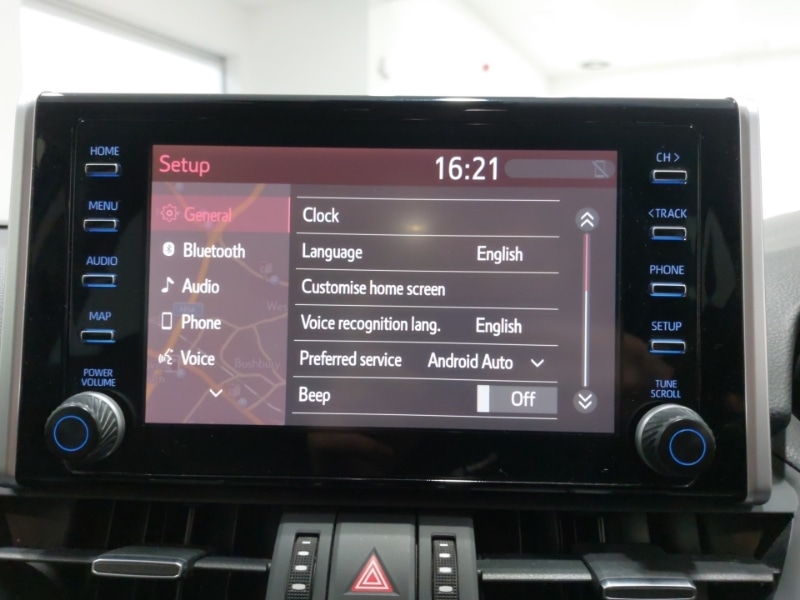 HOME
MENU
AUDIO
MAP
POWER
VOLUME
Setup
16:21
General
Bluetooth
Audio
Phone
Voice
Bushbury
Clock
Language English
Customise home screen
Voice recognition lang. English
Preferred service Android Auto
Beep Off
CH >
<TRACK
PHONE
SETUP
TUNE
SCROLL